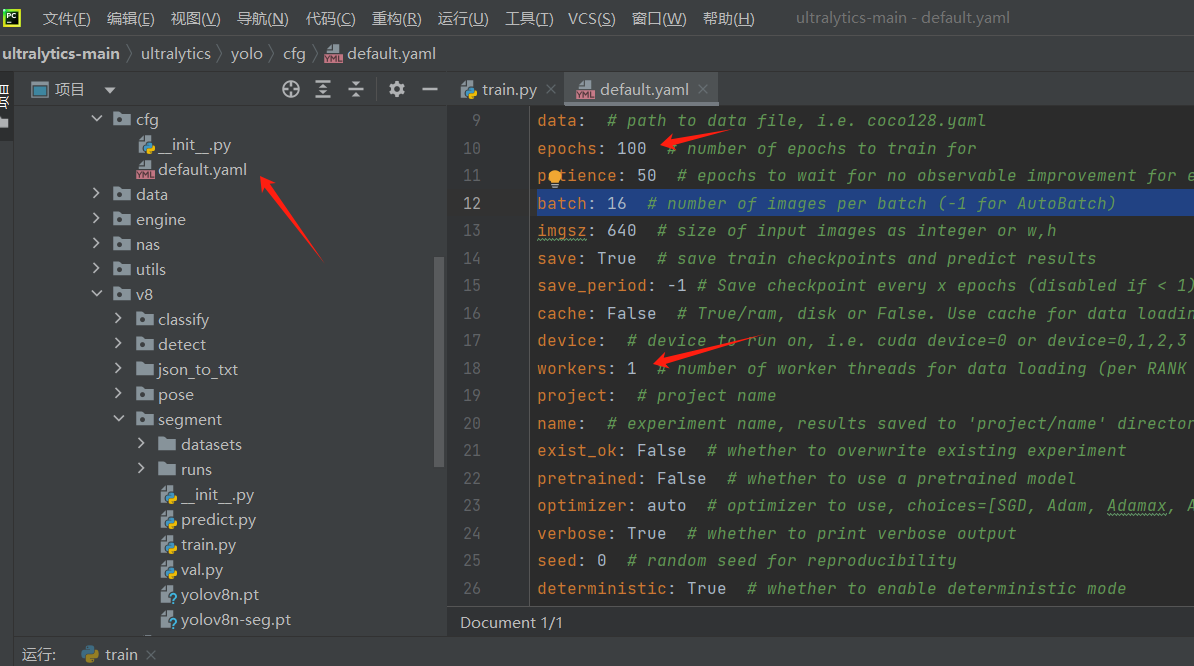 PC 文件(F) 编辑(E) 视图(V) 导航(N) 代码(C) 重构(R) 运行(U) 工具(T) VCS(S) 窗口(W) 帮助(H) ultralytics-main - default.yaml
ultralytics-main ultralytics yolo cfg default.yaml
项目
项目
train.py default.yaml
cfg
__init__.py
default.yaml
data
engine
nas
utils
v8
classify
detect
json_to_txt
pose
segment
datasets
runs
__init__.py
predict.py
train.py
val.py
yolov8n.pt
yolov8n-seg.pt
9 data:  # path to data file, i.e. coco128.yaml
10 epochs: 100  # number of epochs to train for
11 patience: 50  # epochs to wait for no observable improvement for e
12 batch: 16  # number of images per batch (-1 for AutoBatch)
13 imgsz: 640  # size of input images as integer or w,h
14 save: True  # save train checkpoints and predict results
15 save_period: -1 # Save checkpoint every x epochs (disabled if < 1)
16 cache: False  # True/ram, disk or False. Use cache for data loadin
17 device:  # device to run on, i.e. cuda device=0 or device=0,1,2,3
18 workers: 1  # number of worker threads for data loading (per RANK
19 project:  # project name
20 name:  # experiment name, results saved to 'project/name' director
21 exist_ok: False  # whether to overwrite existing experiment
22 pretrained: False  # whether to use a pretrained model
23 optimizer: auto  # optimizer to use, choices=[SGD, Adam, Adamax, A
24 verbose: True  # whether to print verbose output
25 seed: 0  # random seed for reproducibility
26 deterministic: True  # whether to enable deterministic mode
Document 1/1
运行: train